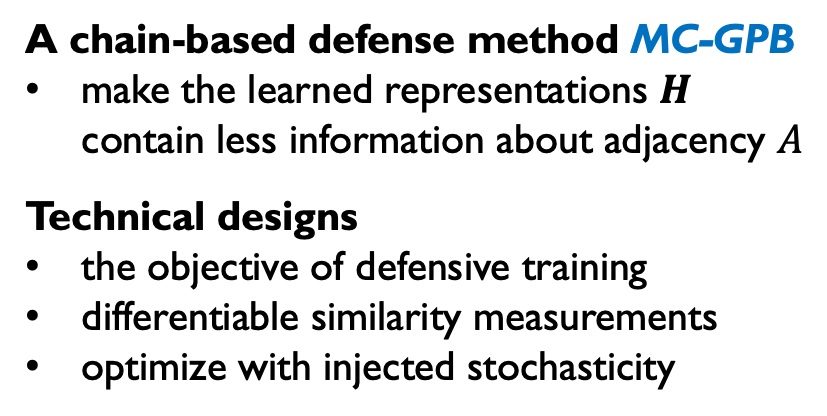 A chain-based defense method MC-GPB
• make the learned representations H
contain less information about adjacency A
Technical designs
• the objective of defensive training
• differentiable similarity measurements
• optimize with injected stochasticity